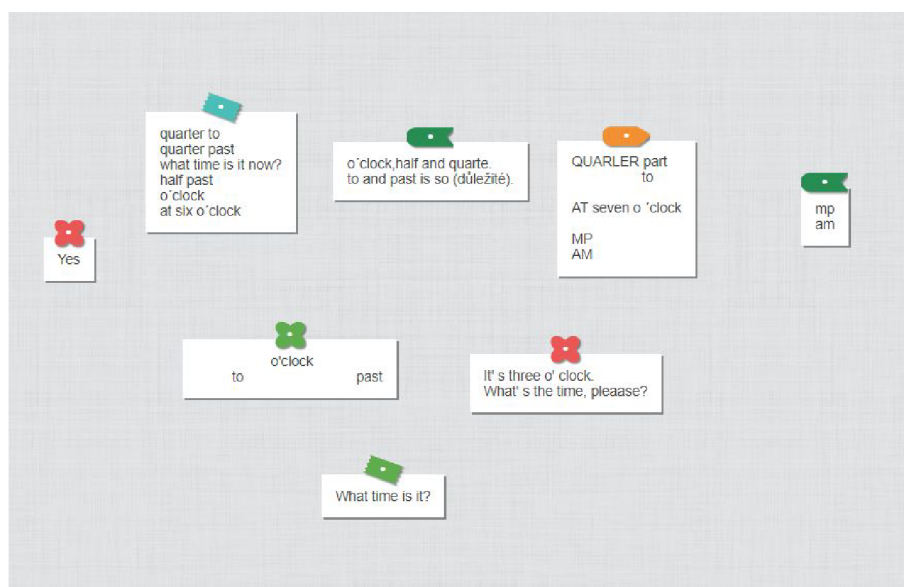 quarter to
quarter past
what time is it now?
half past
o´clock
at six o´clock
o´clock,half and quarte.
to and past is so (důležité).
QUARLER part
to
AT seven o ´clock
MP
AM
mp
am
Yes
o'clock
to past
It' s three o' clock.
What' s the time, pleaase?
What time is it?